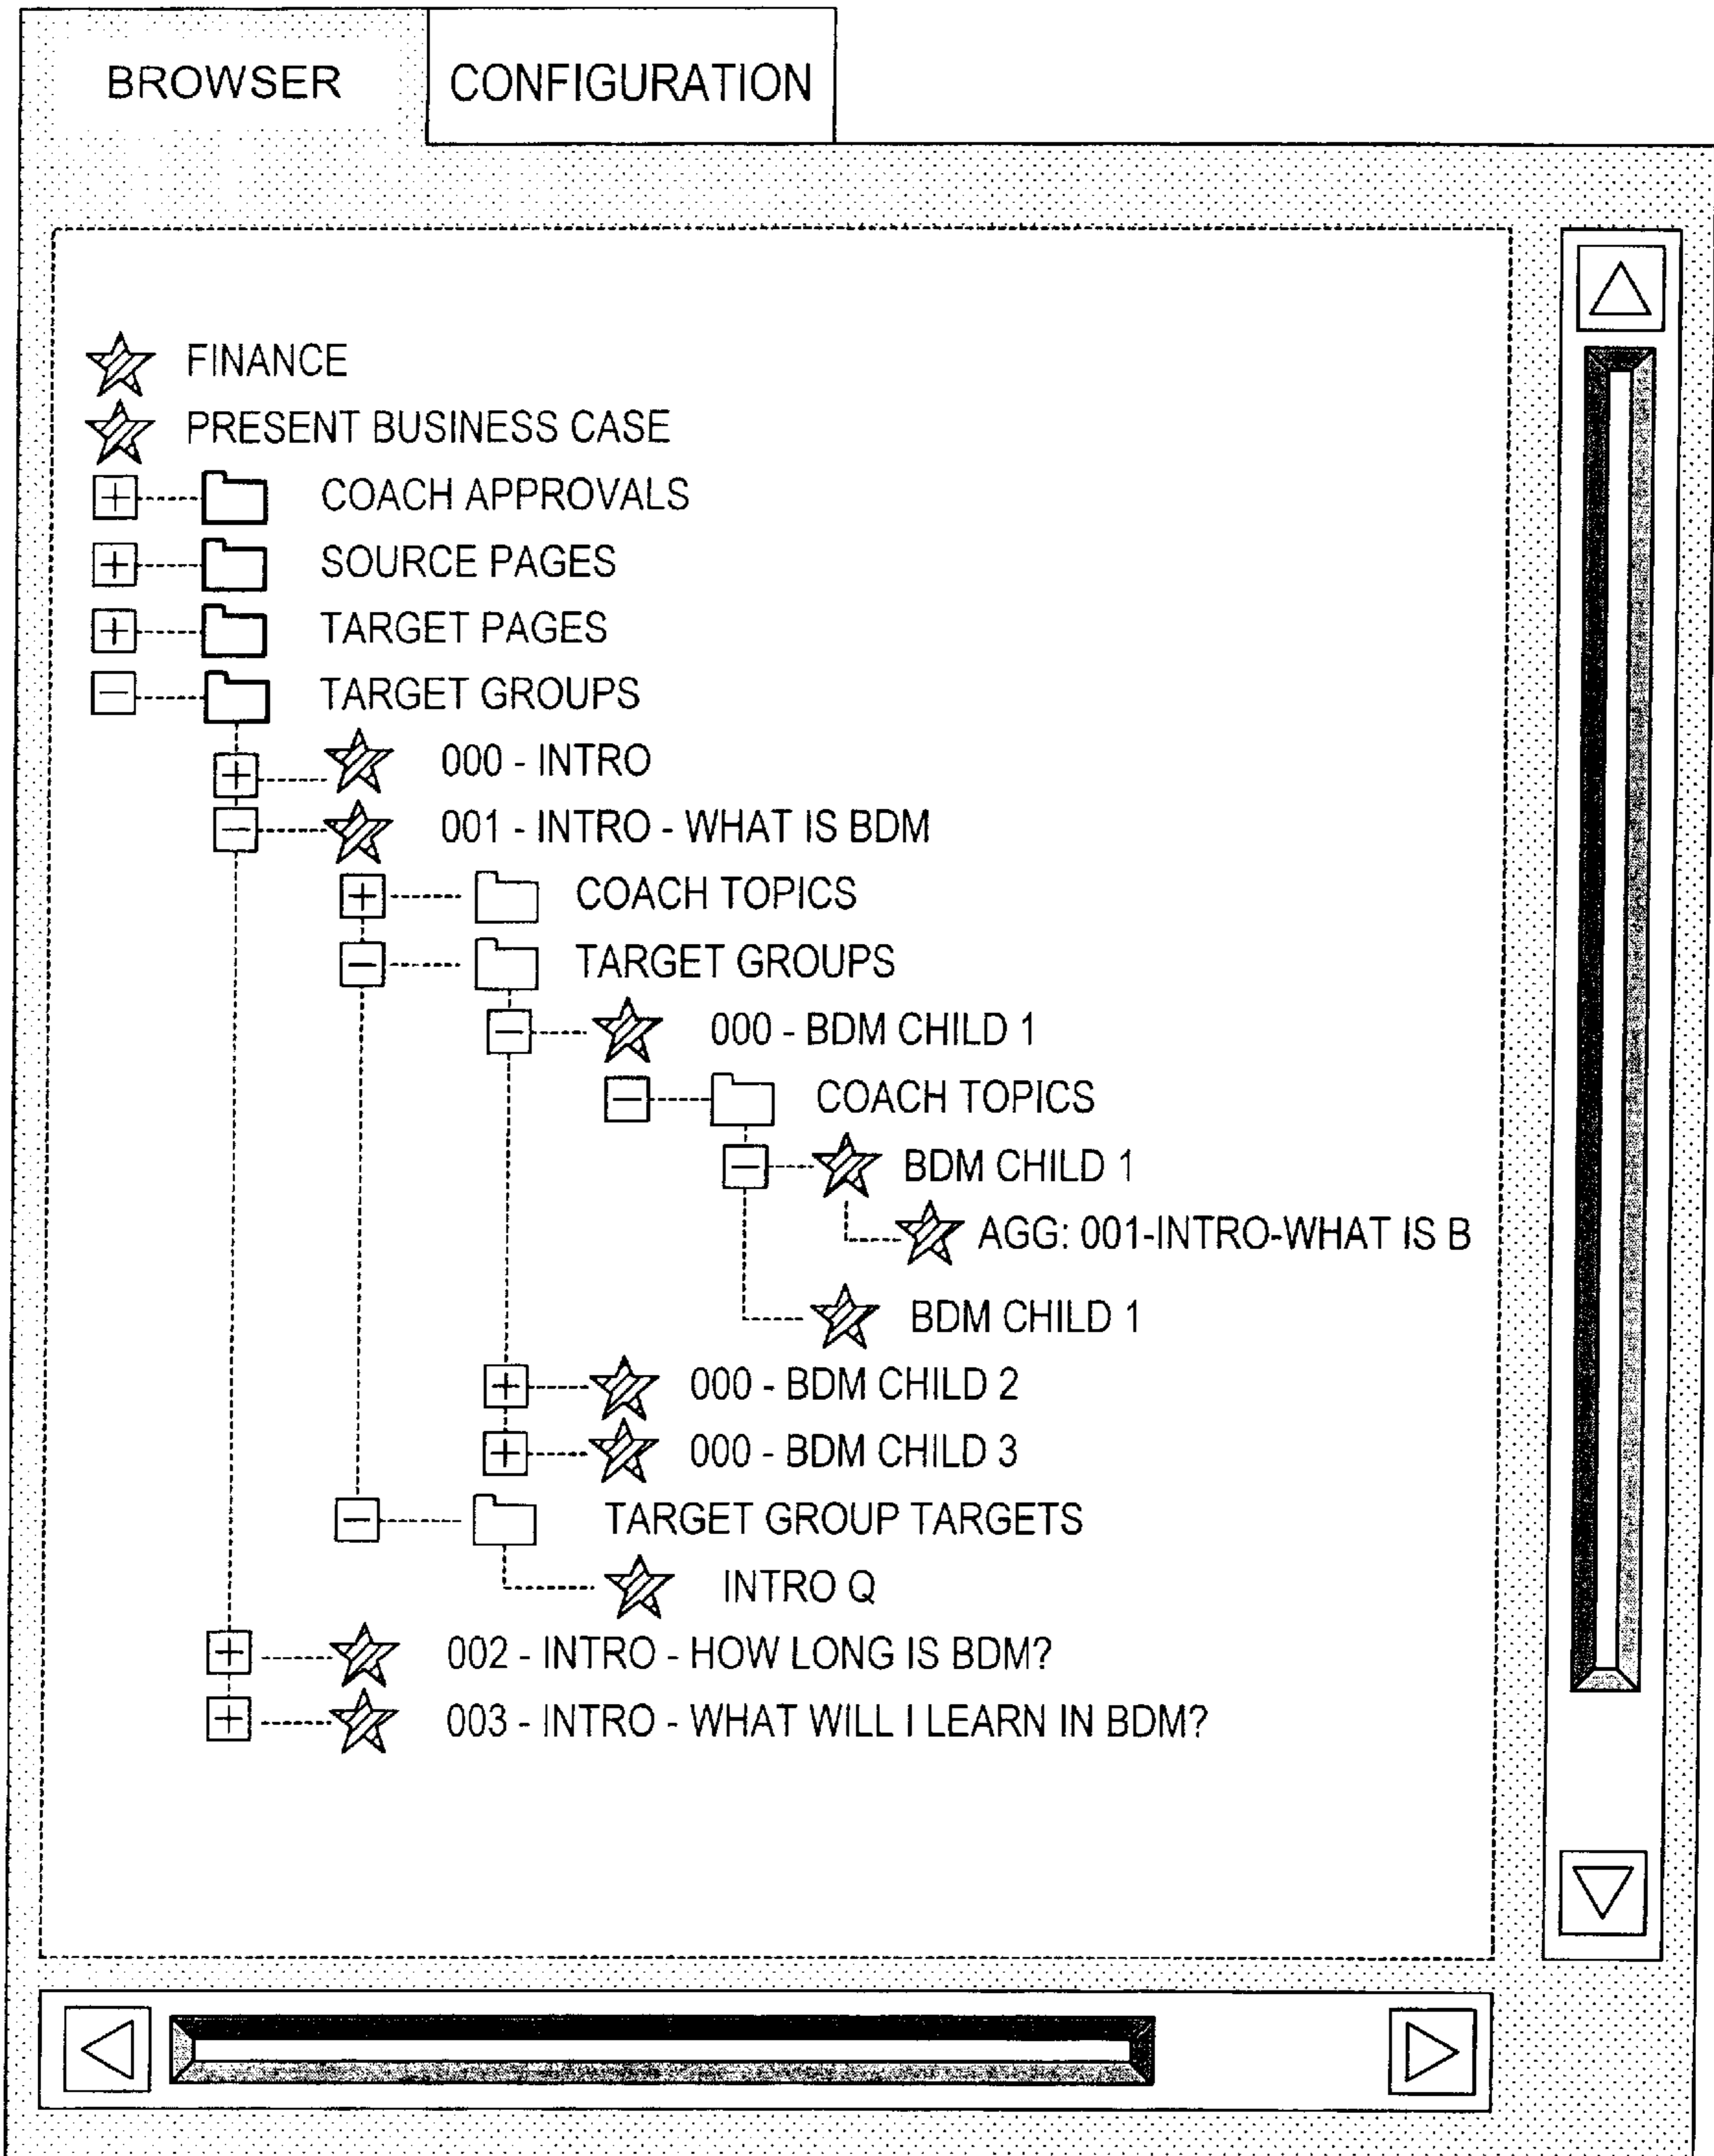 BROWSER CONFIGURATION
FINANCE
PRESENT BUSINESS CASE
COACH APPROVALS
SOURCE PAGES
TARGET PAGES
TARGET GROUPS
000 - INTRO
001 - INTRO - WHAT IS BDM
COACH TOPICS
TARGET GROUPS
000 - BDM CHILD 1
COACH TOPICS
BDM CHILD 1
AGG: 001-INTRO-WHAT IS B
BDM CHILD 1
000 - BDM CHILD 2
000 - BDM CHILD 3
TARGET GROUP TARGETS
INTRO Q
002 - INTRO - HOW LONG IS BDM?
003 - INTRO - WHAT WILL I LEARN IN BDM?